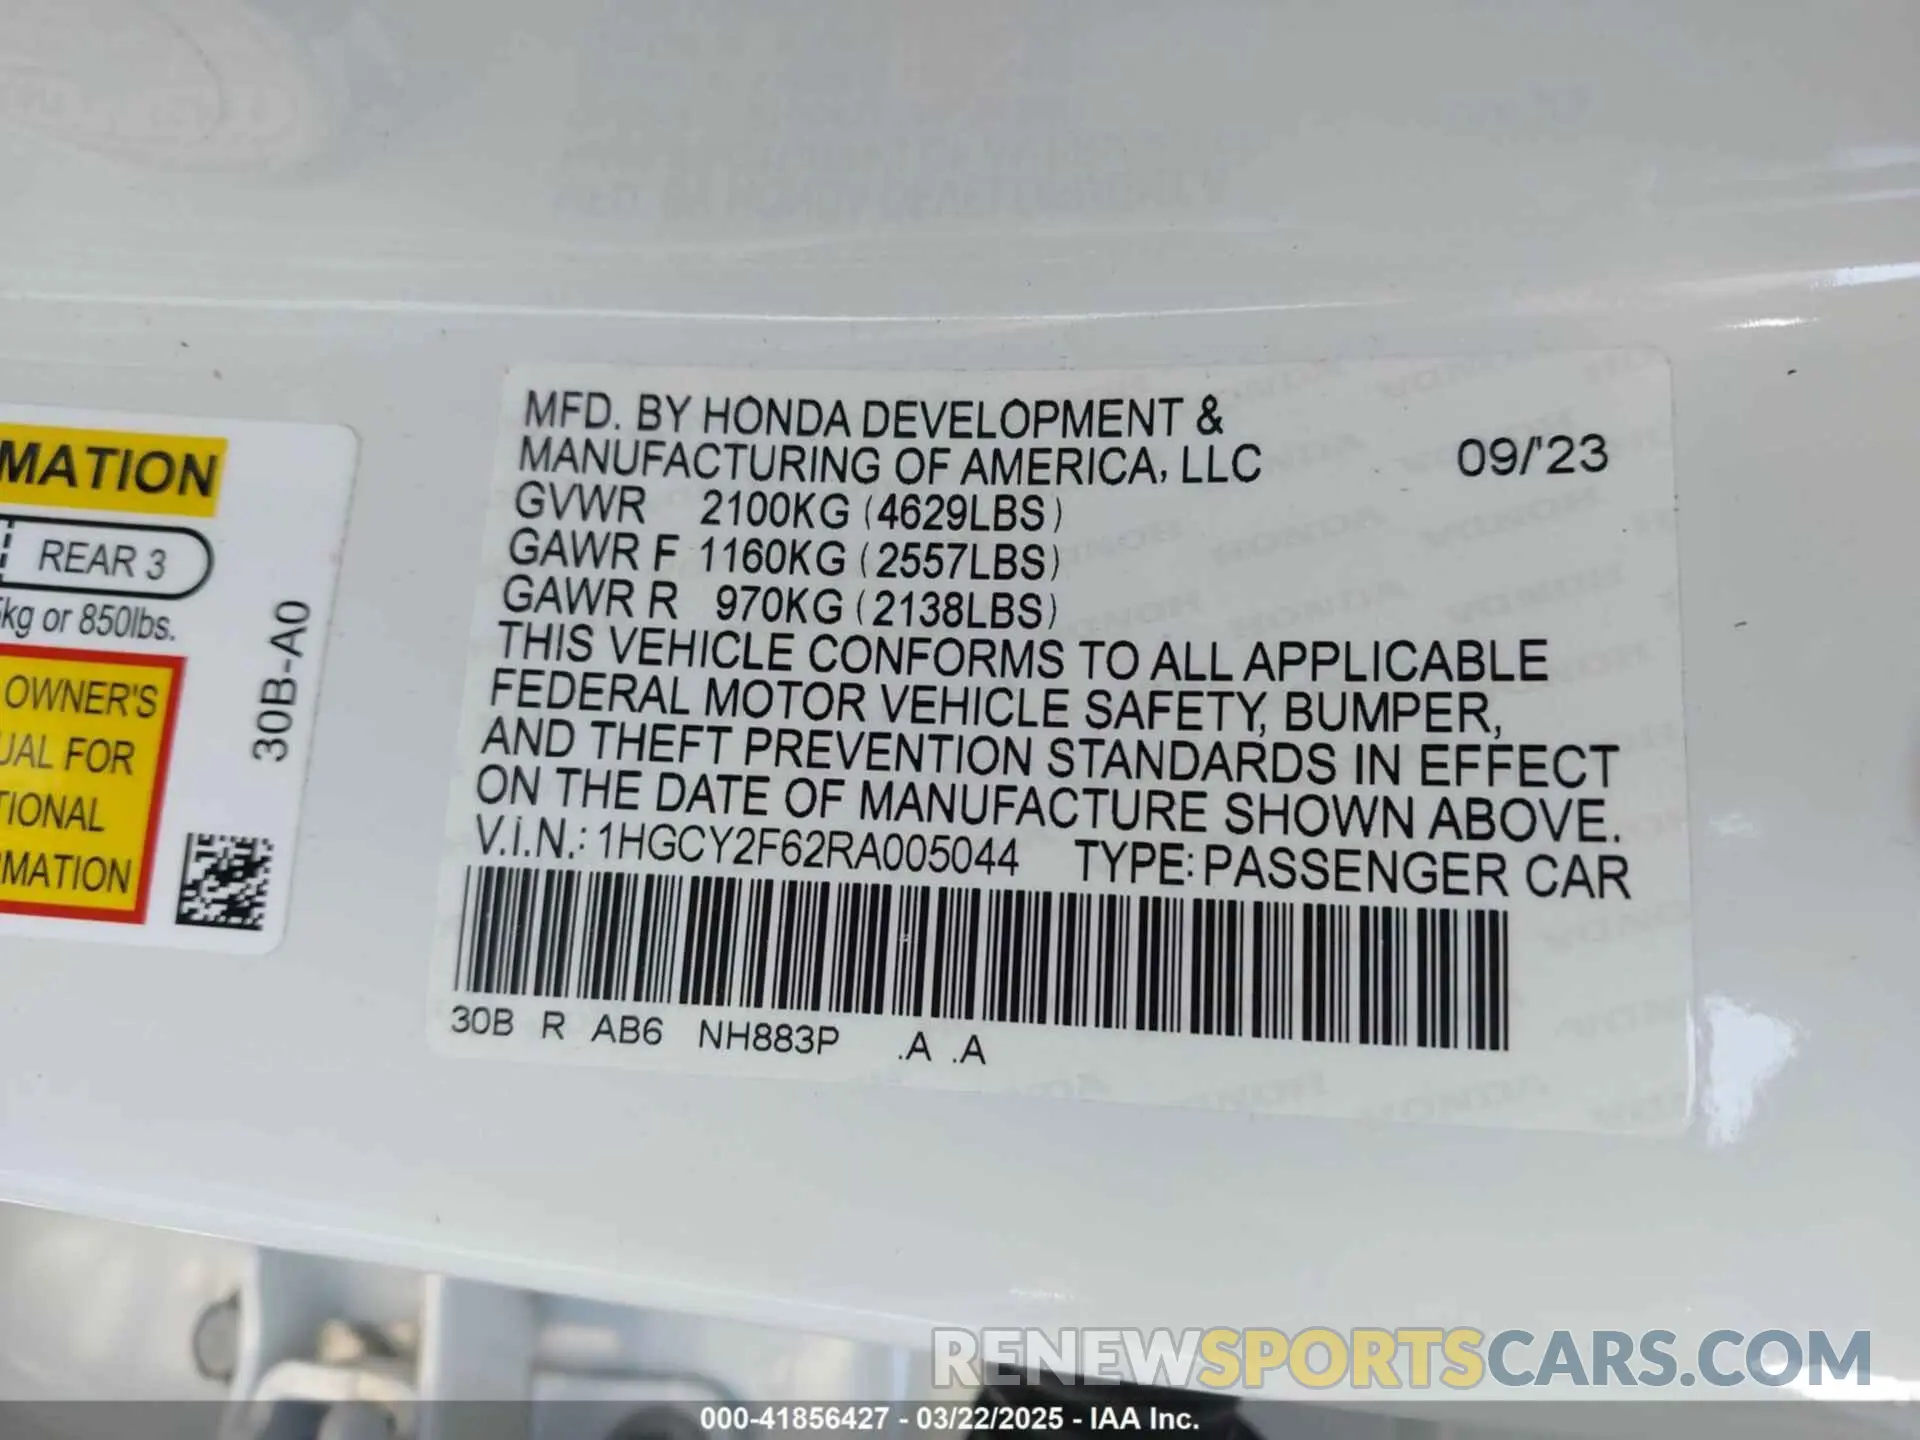 MATION
REAR 3
kg or 850lbs.
OWNER'S
UAL FOR
TIONAL
RMATION
30B-A0
MFD. BY HONDA DEVELOPMENT &
MANUFACTURING OF AMERICA, LLC 09/'23
GVWR 2100KG (4629LBS)
GAWR F 1160KG (2557LBS)
GAWR R 970KG (2138LBS)
THIS VEHICLE CONFORMS TO ALL APPLICABLE
FEDERAL MOTOR VEHICLE SAFETY, BUMPER,
AND THEFT PREVENTION STANDARDS IN EFFECT
ON THE DATE OF MANUFACTURE SHOWN ABOVE.
V.I.N.: 1HGCY2F62RA005044 TYPE: PASSENGER CAR
30B R AB6 NH883P .A .A
RENEWSPORTSCARS.COM
000-41856427 - 03/22/2025 - IAA Inc.